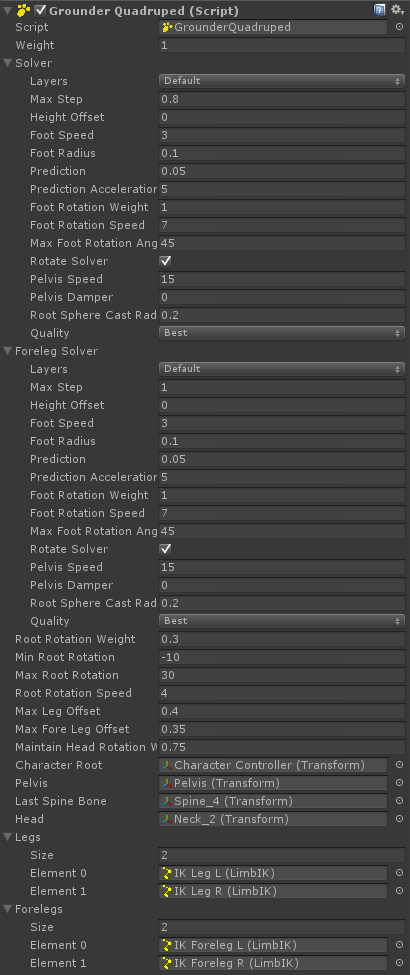 Grounder Quadruped (Script)
Script GrounderQuadruped
Weight 1
Solver
Layers Default
Max Step 0.8
Height Offset 0
Foot Speed 3
Foot Radius 0.1
Prediction 0.05
Prediction Acceleration 5
Foot Rotation Weight 1
Foot Rotation Speed 7
Max Foot Rotation Ang 45
Rotate Solver
Pelvis Speed 15
Pelvis Damper 0
Root Sphere Cast Rad 0.2
Quality Best
Foreleg Solver
Layers Default
Max Step 1
Height Offset 0
Foot Speed 3
Foot Radius 0.1
Prediction 0.05
Prediction Acceleration 5
Foot Rotation Weight 1
Foot Rotation Speed 7
Max Foot Rotation Ang 45
Rotate Solver
Pelvis Speed 15
Pelvis Damper 0
Root Sphere Cast Rad 0.2
Quality Best
Root Rotation Weight 0.3
Min Root Rotation -10
Max Root Rotation 30
Root Rotation Speed 4
Max Leg Offset 0.4
Max Fore Leg Offset 0.35
Maintain Head Rotation W 0.75
Character Root Character Controller (Transform)
Pelvis Pelvis (Transform)
Last Spine Bone Spine_4 (Transform)
Head Neck_2 (Transform)
Legs
Size 2
Element 0 IK Leg L (LimbIK)
Element 1 IK Leg R (LimbIK)
Forelegs
Size 2
Element 0 IK Foreleg L (LimbIK)
Element 1 IK Foreleg R (LimbIK)